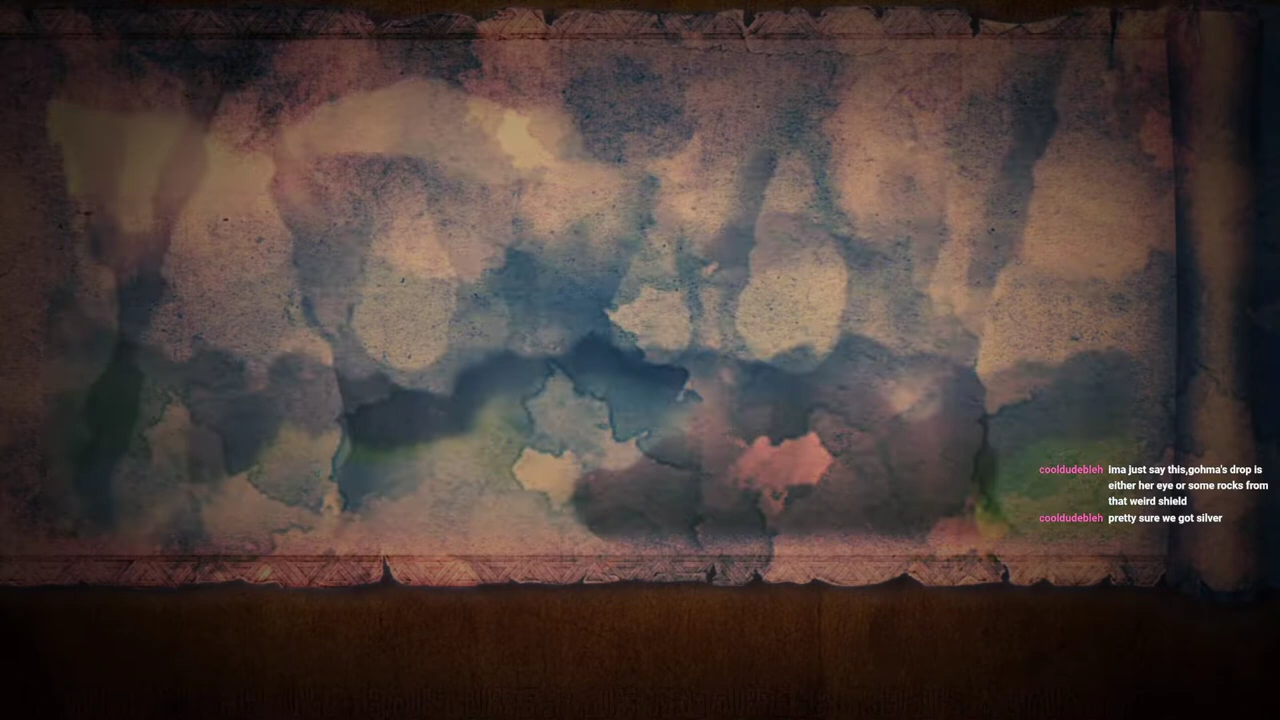 cooldudebleh ima just say this,gohma's drop is
either her eye or some rocks from
that weird shield
cooldudebleh pretty sure we got silver